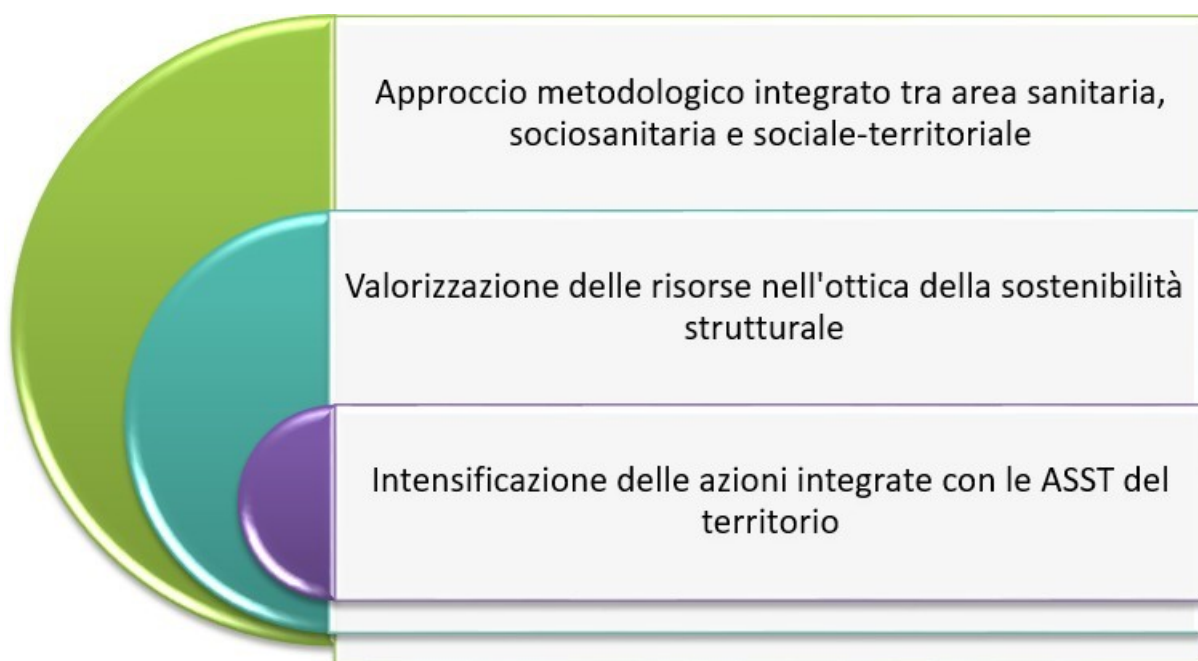 Approccio metodologico integrato tra area sanitaria,
sociosanitaria e sociale-territoriale
Valorizzazione delle risorse nell'ottica della sostenibilità
strutturale
Intensificazione delle azioni integrate con le ASST del
territorio